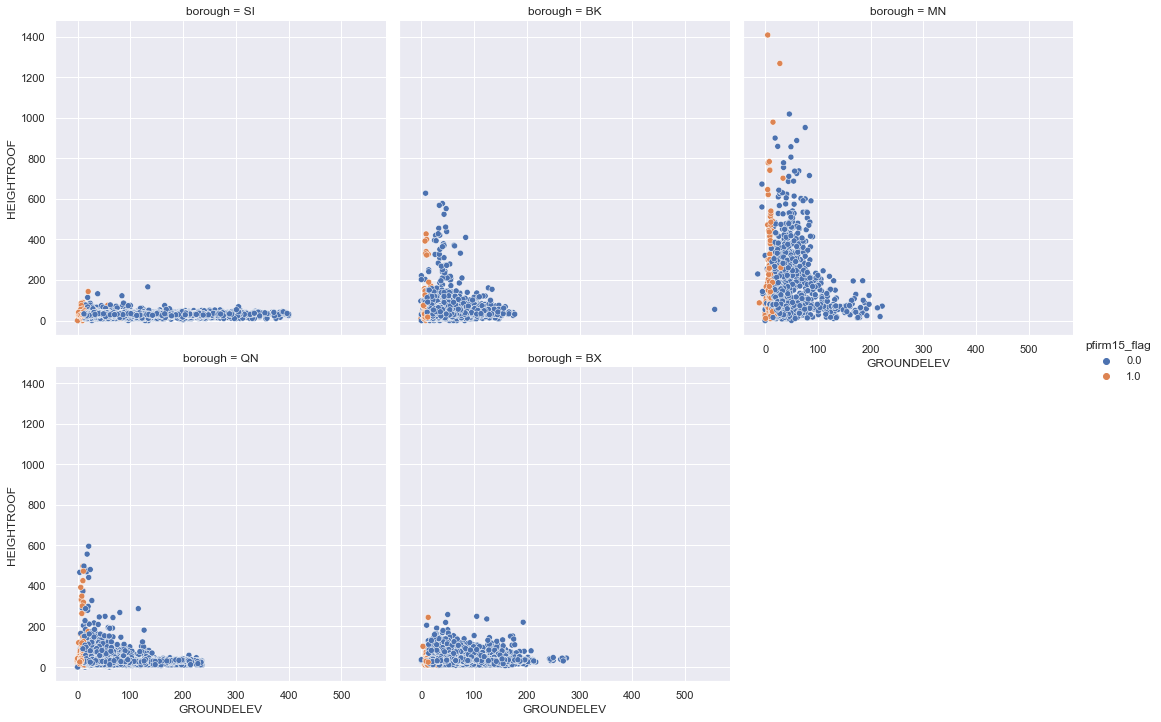 borough = SI
borough = BK
borough = MN
1400
1200
1000
800
600
400
200
0
HEIGHTROOF
0 100 200 300 400 500
GROUNDELEV
pfirm15_flag
0.0
1.0
borough = QN
borough = BX
1400
1200
1000
800
600
400
200
0
HEIGHTROOF
0 100 200 300 400 500
GROUNDELEV
0 100 200 300 400 500
GROUNDELEV